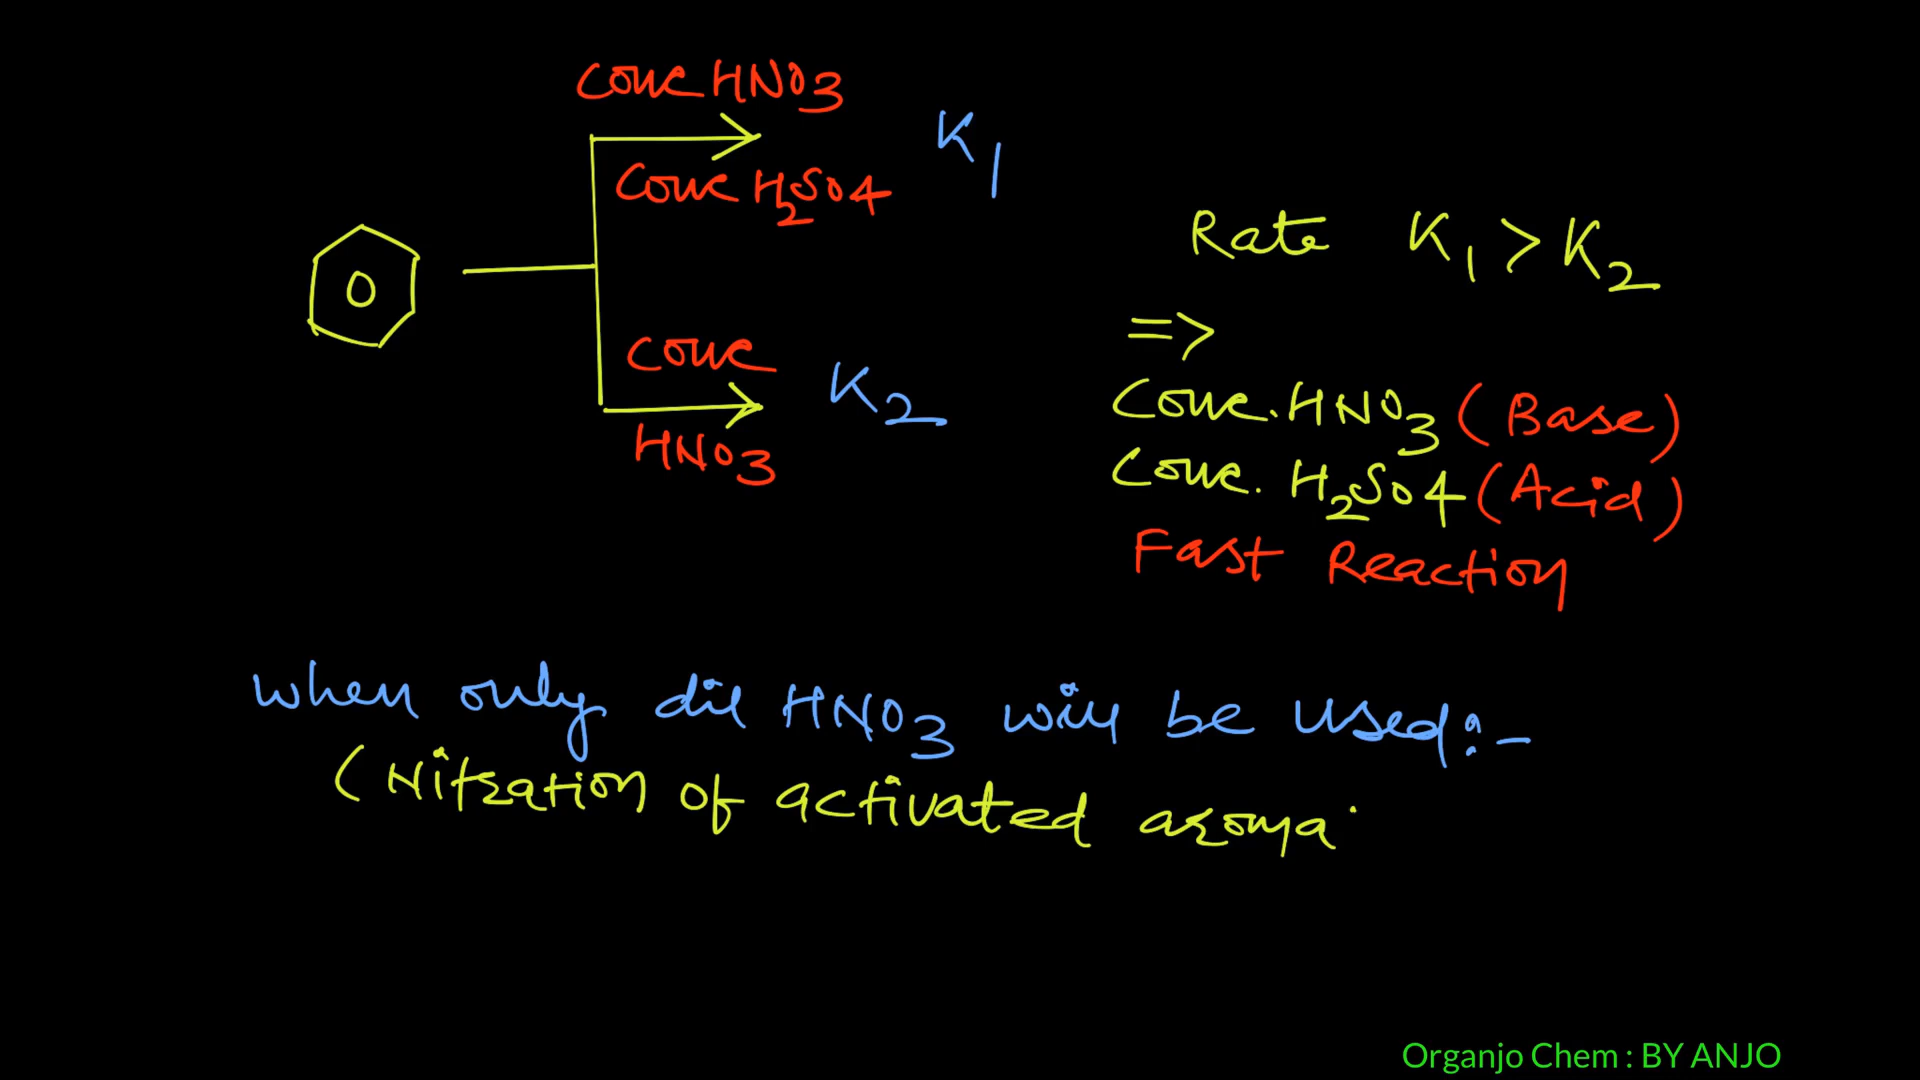 Conc HNO3
Conc H2SO4
K1
O
Conc
HNO3
K2
Rate K1 > K2
=>
Conc. HNO3 (Base)
Conc. H2SO4 (Acid)
Fast Reaction
when only dil HNO3 will be used:-
(Nitration of activated aroma
Organjo Chem : BY ANJO